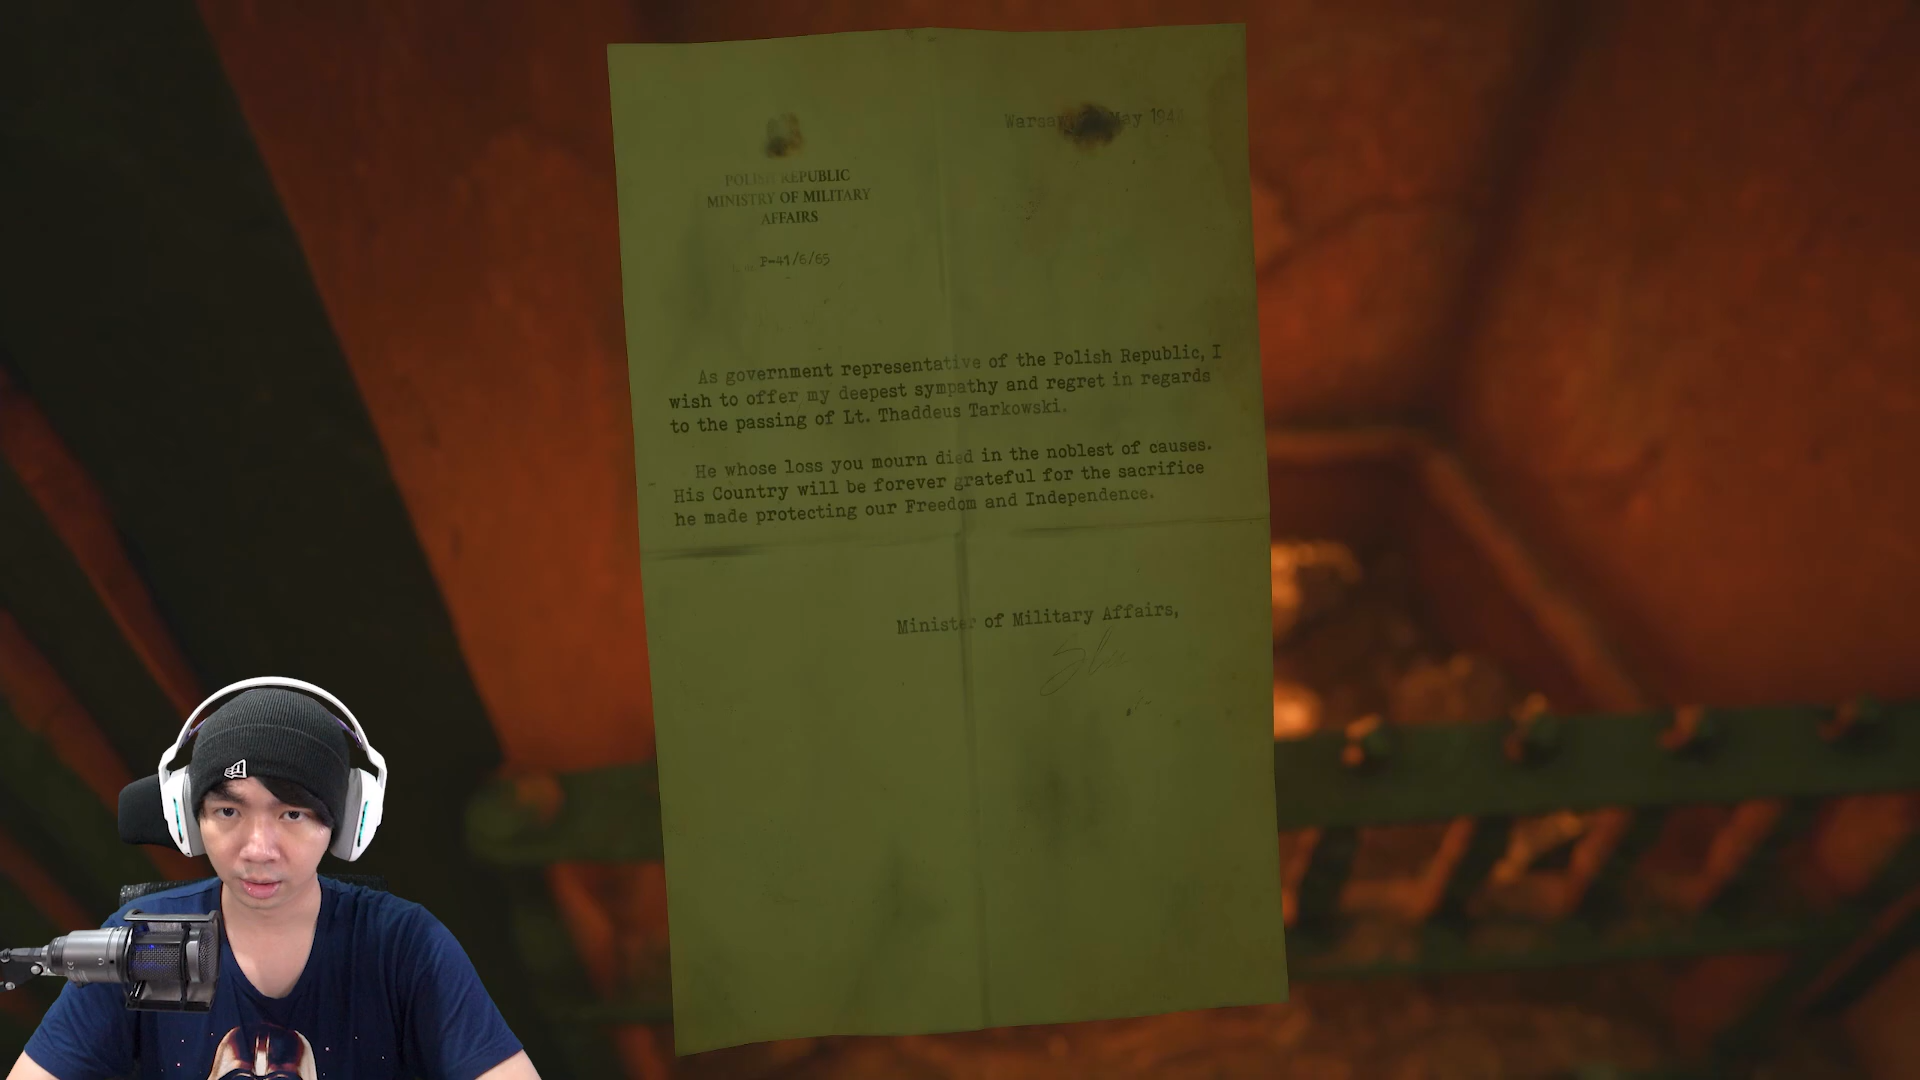 May
POLISH REPUBLIC
MINISTRY OF MILITARY
AFFAIRS
P-41/6/65
As government representative of the Polish Republic, I
wish to offer my deepest sympathy and regret in regards
to the passing of Lt. Thaddeus Tarkowski.
He whose loss you mourn died in the noblest of causes.
His Country will be forever grateful for the sacrifice
he made protecting our Freedom and Independence.
Minister of Military Affairs,